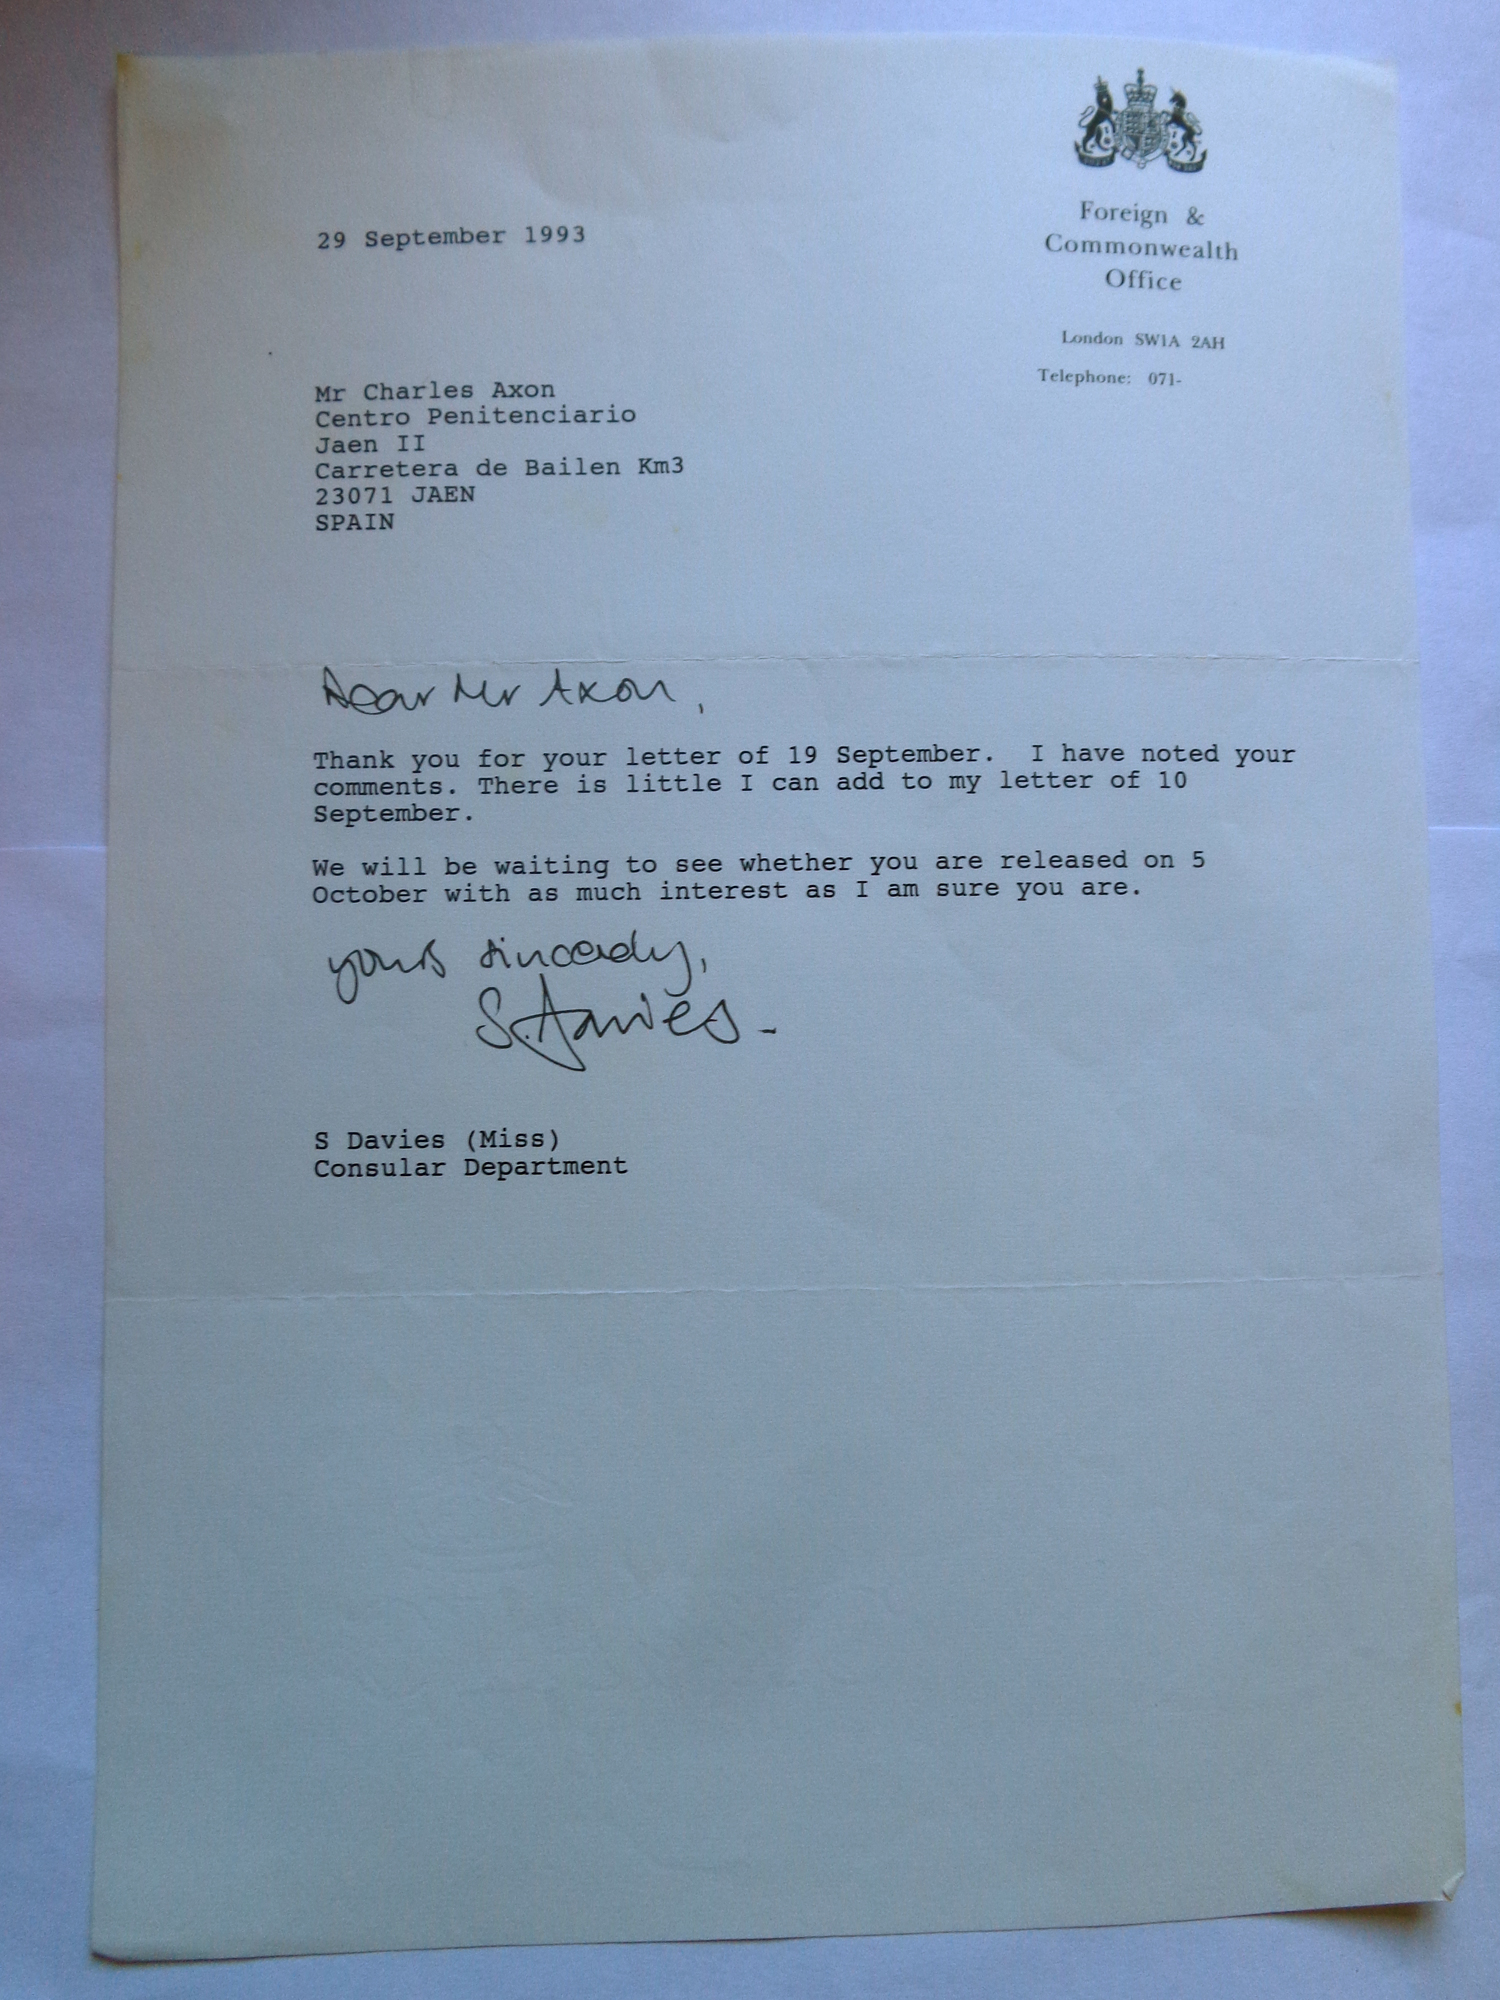 Foreign &
Commonwealth
Office
London SW1A 2AH
Telephone: 071-
29 September 1993
Mr Charles Axon
Centro Penitenciario
Jaen II
Carretera de Bailen Km3
23071 JAEN
SPAIN
Dear Mr Axon,
Thank you for your letter of 19 September. I have noted your
comments. There is little I can add to my letter of 10
September.
We will be waiting to see whether you are released on 5
October with as much interest as I am sure you are.
yours sincerely,
S. Davies -
S Davies (Miss)
Consular Department